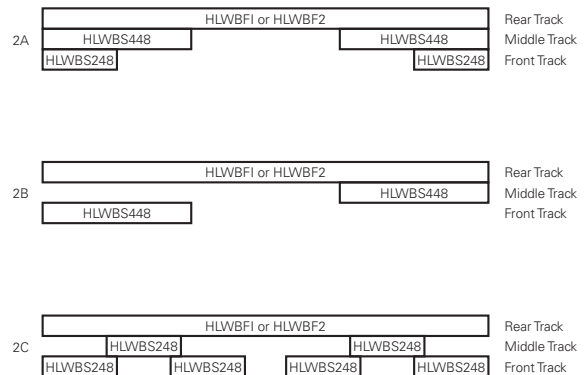 HLWBFI or HLWBF2 Rear Track
2A HLWBS448 HLWBS448 Middle Track
HLWBS248 HLWBS248 Front Track
HLWBFI or HLWBF2 Rear Track
2B HLWBS448 Middle Track
HLWBS448 Front Track
HLWBFI or HLWBF2 Rear Track
2C HLWBS248 HLWBS248 Middle Track
HLWBS248 HLWBS248 HLWBS248 HLWBS248 Front Track